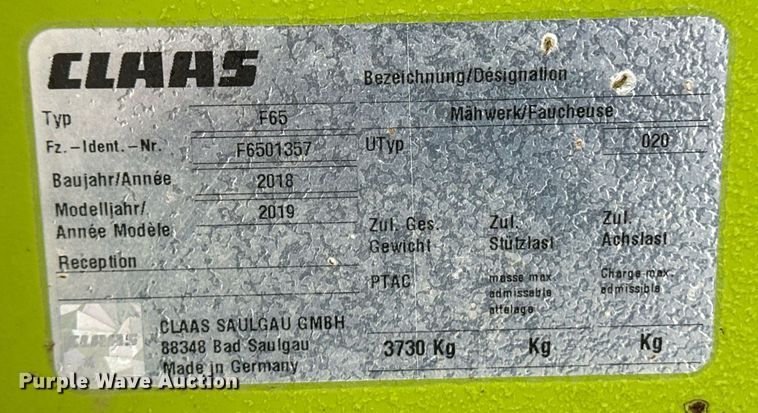 CLAAS
Bezeichnung/Désignation
Typ F65 Mähwerk/Faucheuse
Fz.-Ident.-Nr. F6501357 UTyp 020
Baujahr/Année 2018
Modelljahr/
Année Modèle 2019
Reception
Zul. Ges.
Gewicht
PTAC
Zul.
Stützlast
masse max
admissable
attelage
Zul.
Achslast
Charge max.
admissible
3730 Kg Kg Kg
CLAAS
CLAAS SAULGAU GMBH
88348 Bad Saulgau
Made in Germany
Purple Wave Auction